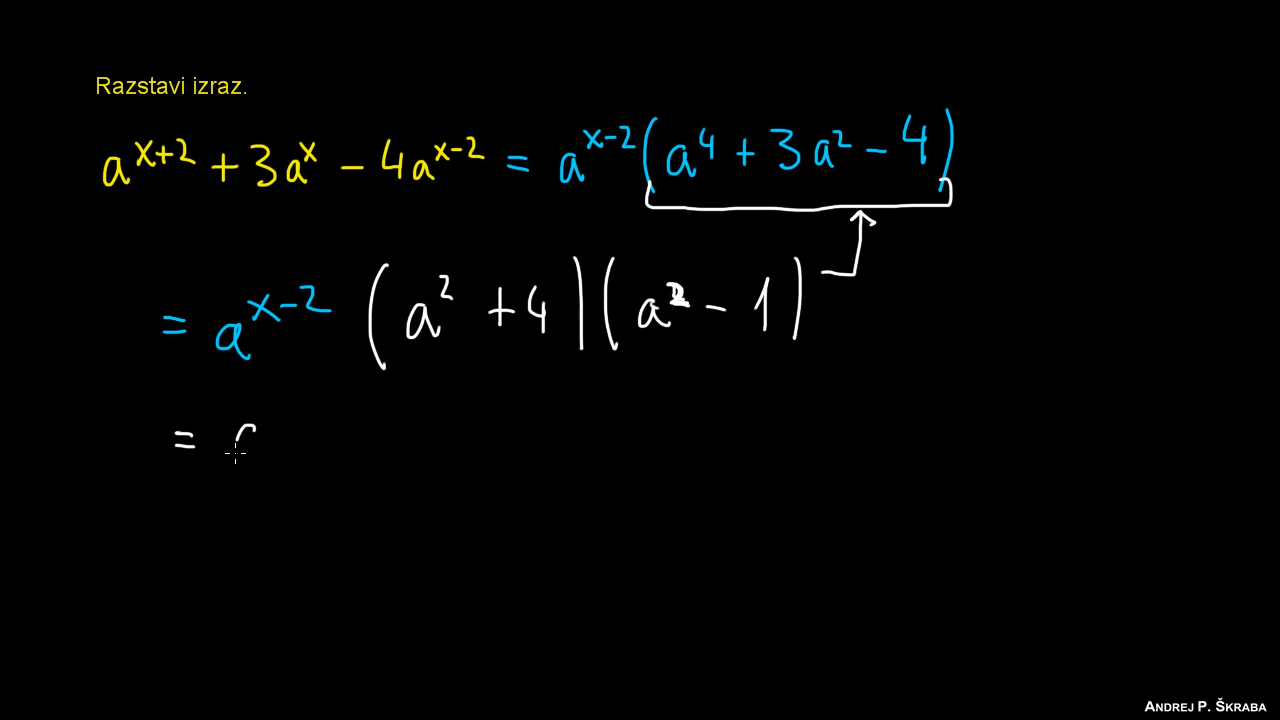 Razstavi izraz.
a^{x+2} + 3a^x - 4a^{x-2} = a^{x-2}(a^4 + 3a^2 - 4)
= a^{x-2} (a^2 + 4)(a^2 - 1)
=
ANDREJ P. ŠKRABA